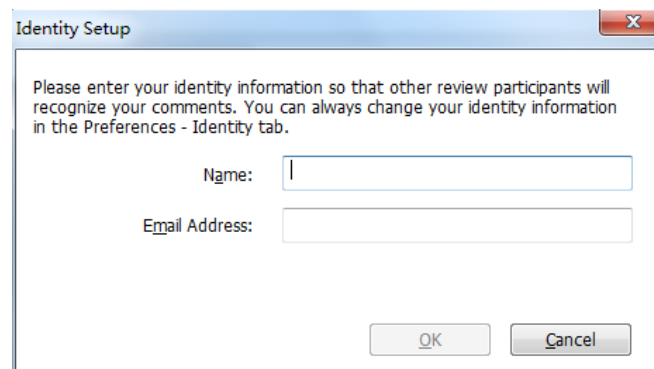 Identity Setup
Please enter your identity information so that other review participants will
recognize your comments. You can always change your identity information
in the Preferences - Identity tab.
Name:
Email Address:
OK
Cancel